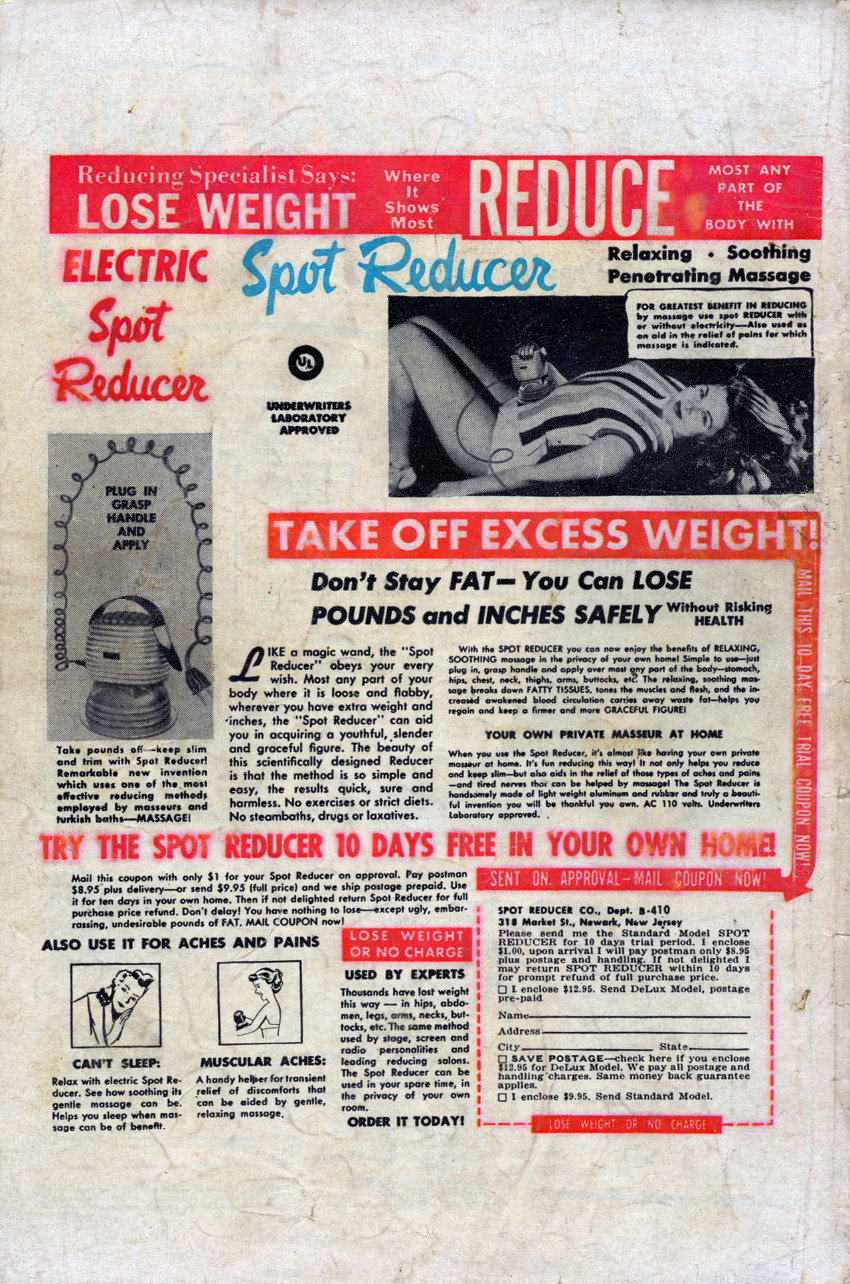 Reducing Specialist Says:
LOSE WEIGHT
Where
It
Shows
Most
REDUCE
MOST ANY
PART OF
THE
BODY WITH
ELECTRIC
Spot
Reducer
Spot Reducer
Relaxing • Soothing
Penetrating Massage
UL
UNDERWRITERS
LABORATORY
APPROVED
FOR GREATEST BENEFIT IN REDUCING
by massage use spot REDUCER with
or without electricity—Also used as
an aid in the relief of pains for which
massage is indicated.
PLUG IN
GRASP
HANDLE
AND
APPLY
Take pounds off—keep slim
and trim with Spot Reducer!
Remarkable new invention
which uses one of the most
effective reducing methods
employed by masseurs and
turkish baths—MASSAGE!
TAKE OFF EXCESS WEIGHT!
Don't Stay FAT—You Can LOSE
POUNDS and INCHES SAFELY Without Risking
HEALTH
MAIL THIS 10 DAY FREE TRIAL COUPON NOW!
LIKE a magic wand, the "Spot
Reducer" obeys your every
wish. Most any part of your
body where it is loose and flabby,
wherever you have extra weight and
inches, the "Spot Reducer" can aid
you in acquiring a youthful, slender
and graceful figure. The beauty of
this scientifically designed Reducer
is that the method is so simple and
easy, the results quick, sure and
harmless. No exercises or strict diets.
No steambaths, drugs or laxatives.
With the SPOT REDUCER you can now enjoy the benefits of RELAXING,
SOOTHING massage in the privacy of your own home! Simple to use—just
plug in, grasp handle and apply over most any part of the body—stomach,
hips, chest, neck, thighs, arms, buttocks, etc. The relaxing, soothing mas-
sage breaks down FATTY TISSUES, tones the muscles and flesh, and the in-
creased awakened blood circulation carries away waste fat—helps you
regain and keep a firmer and more GRACEFUL FIGURE!
YOUR OWN PRIVATE MASSEUR AT HOME
When you use the Spot Reducer, it's almost like having your own private
masseur at home. It's fun reducing this way! It not only helps you reduce
and keep slim—but also aids in the relief of those types of aches and pains
—and tired nerves that can be helped by massage! The Spot Reducer is
handsomely made of light weight aluminum and rubber and truly a beauti-
ful invention you will be thankful you own. AC 110 volts. Underwriters
Laboratory approved.
TRY THE SPOT REDUCER 10 DAYS FREE IN YOUR OWN HOME!
Mail this coupon with only $1 for your Spot Reducer on approval. Pay postman
$8.95 plus delivery—or send $9.95 (full price) and we ship postage prepaid. Use
it for ten days in your own home. Then if not delighted return Spot Reducer for full
purchase price refund. Don't delay! You have nothing to lose—except ugly, embar-
rassing, undesirable pounds of FAT. MAIL COUPON now!
ALSO USE IT FOR ACHES AND PAINS
CAN'T SLEEP:
Relax with electric Spot Re-
ducer. See how soothing its
gentle massage can be.
Helps you sleep when mas-
sage can be of benefit.
MUSCULAR ACHES:
A handy helper for transient
relief of discomforts that
can be aided by gentle,
relaxing massage.
LOSE WEIGHT
OR NO CHARGE
USED BY EXPERTS
Thousands have lost weight
this way — in hips, abdo-
men, legs, arms, necks, but-
tocks, etc. The same method
used by stage, screen and
radio personalities and
leading reducing salons.
The Spot Reducer can be
used in your spare time, in
the privacy of your own
room.
ORDER IT TODAY!
SENT ON APPROVAL—MAIL COUPON NOW!
SPOT REDUCER CO., Dept. B-410
318 Market St., Newark, New Jersey
Please send me the Standard Model SPOT
REDUCER for 10 days trial period. I enclose
$1.00, upon arrival I will pay postman only $8.95
plus postage and handling. If not delighted I
may return SPOT REDUCER within 10 days
for prompt refund of full purchase price.
☐ I enclose $12.95. Send DeLux Model, postage
pre-paid
Name
Address
City State
☐ SAVE POSTAGE—check here if you enclose
$12.95 for DeLux Model. We pay all postage and
handling charges. Same money back guarantee
applies.
☐ I enclose $9.95. Send Standard Model.
LOSE WEIGHT OR NO CHARGE